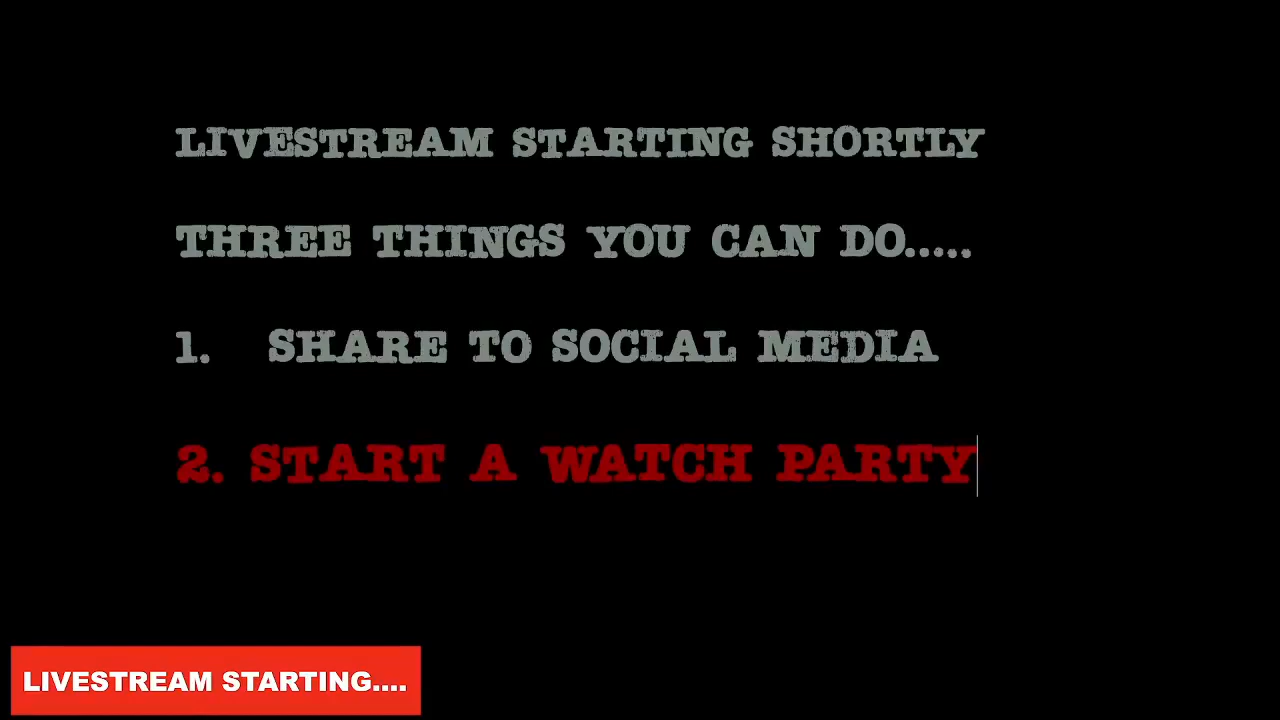 LIVESTREAM STARTING SHORTLY
THREE THINGS YOU CAN DO.....
1. SHARE TO SOCIAL MEDIA
2. START A WATCH PARTY
LIVESTREAM STARTING....